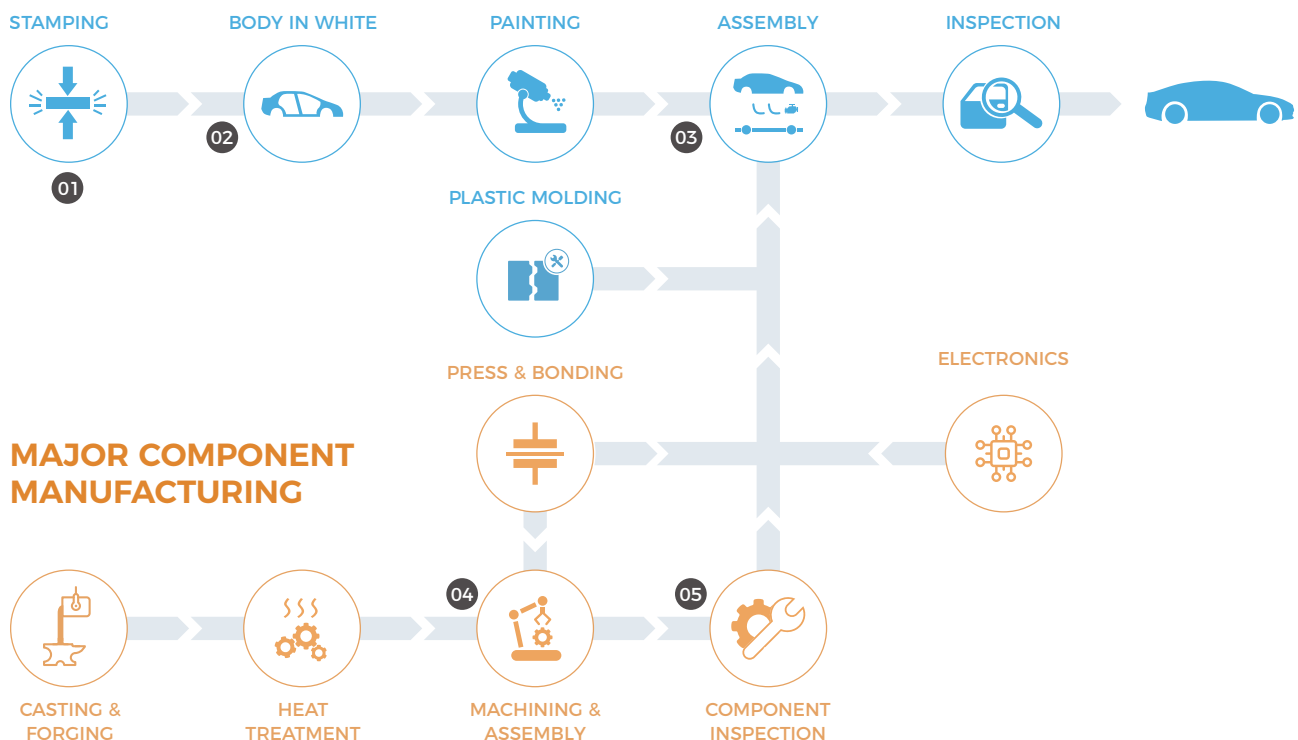 STAMPING
BODY IN WHITE
PAINTING
ASSEMBLY
INSPECTION
02
03
01
PLASTIC MOLDING
PRESS & BONDING
ELECTRONICS
MAJOR COMPONENT
MANUFACTURING
04
05
CASTING &
FORGING
HEAT
TREATMENT
MACHINING &
ASSEMBLY
COMPONENT
INSPECTION